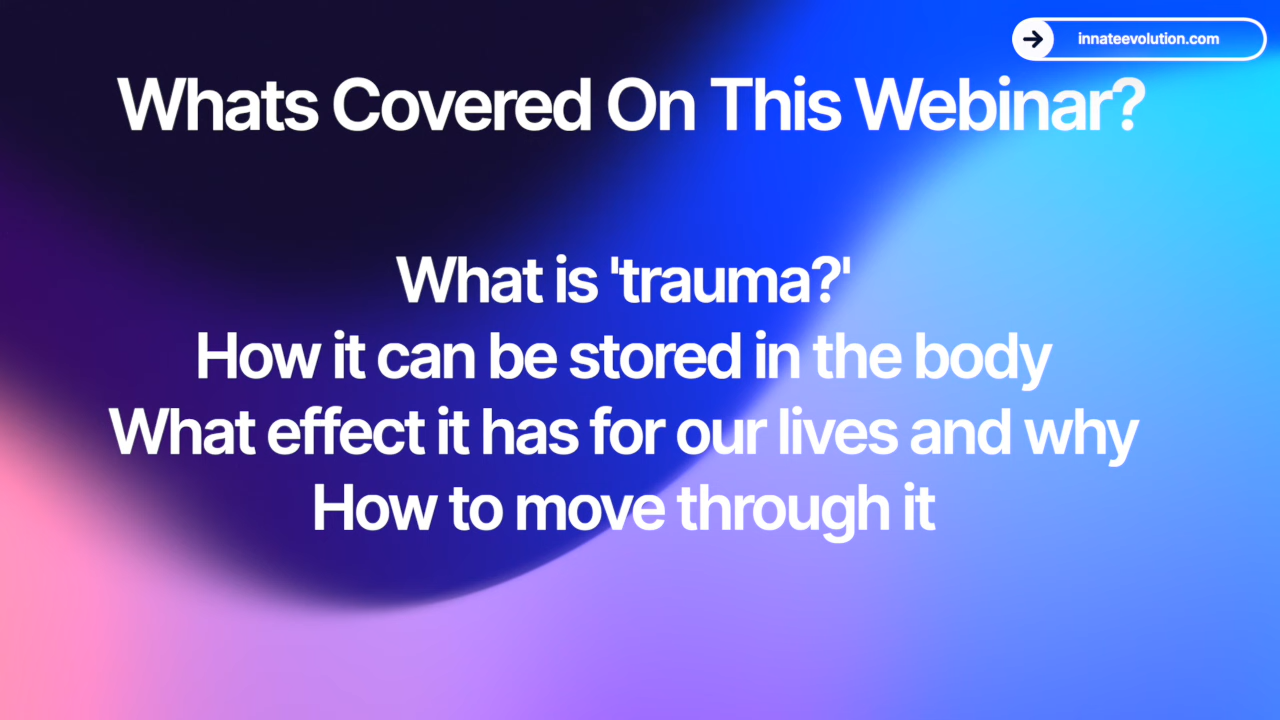 innateevolution.com
Whats Covered On This Webinar?
What is 'trauma?'
How it can be stored in the body
What effect it has for our lives and why
How to move through it